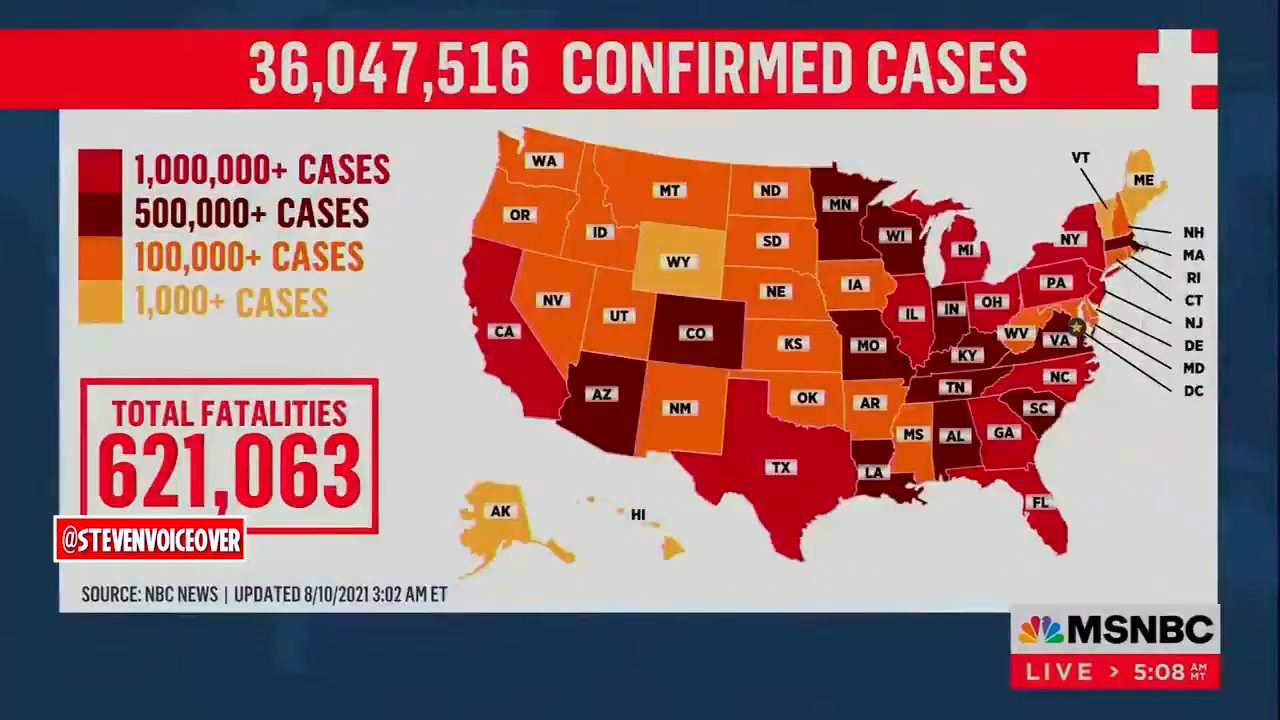 36,047,516 CONFIRMED CASES
1,000,000+ CASES
500,000+ CASES
100,000+ CASES
1,000+ CASES
TOTAL FATALITIES
621,063
@STEVENVOICEOVER
SOURCE: NBC NEWS | UPDATED 8/10/2021 3:02 AM ET
WA
MT
ND
MN
VT
ME
OR
ID
SD
WI
MI
NY
NH
MA
WY
RI
NV
UT
NE
IA
IL
IN
OH
PA
CT
NJ
CA
CO
KS
MO
KY
WV
VA
DE
MD
DC
AZ
NM
OK
AR
TN
NC
SC
TX
LA
MS
AL
GA
FL
AK
HI
MSNBC
LIVE > 5:08 AM MT